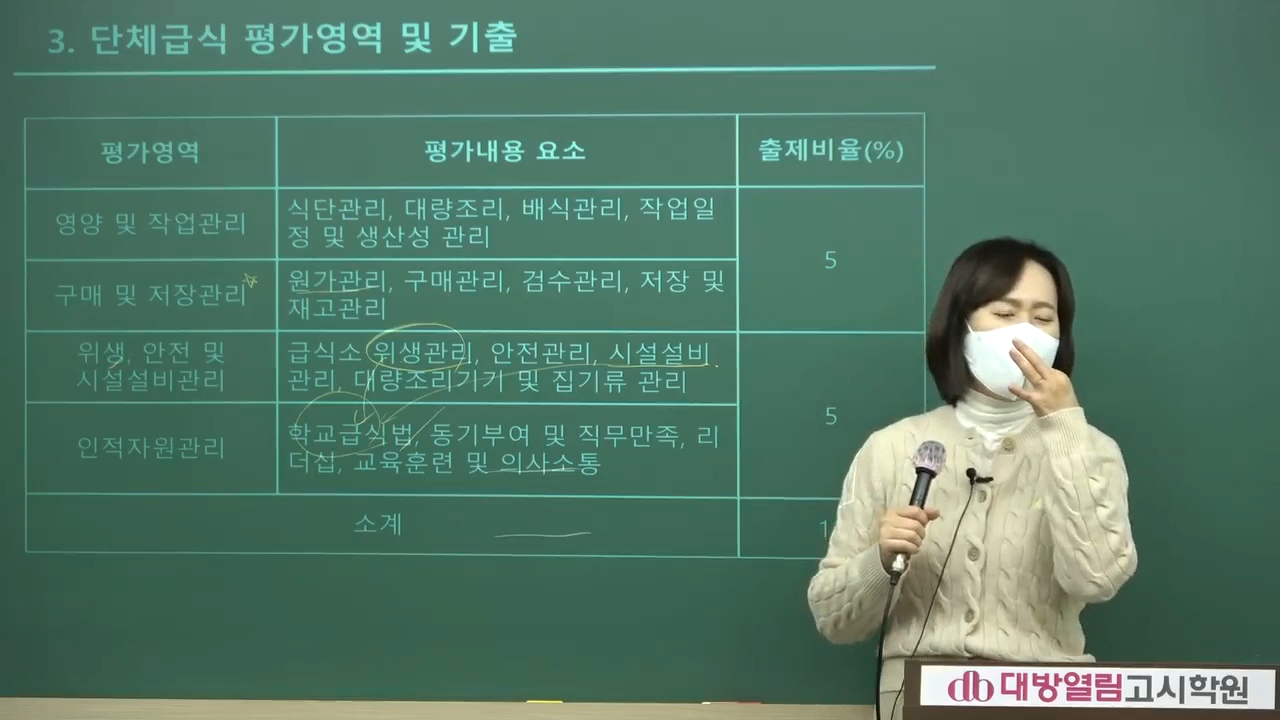 3. 단체급식 평가영역 및 기출
평가영역
평가내용 요소
출제비율(%)
영양 및 작업관리
식단관리, 대량조리, 배식관리, 작업일
정 및 생산성 관리
5
구매 및 저장관리
원가관리, 구매관리, 검수관리, 저장 및
재고관리
위생, 안전 및
시설설비관리
급식소 위생관리, 안전관리, 시설설비
관리, 대량조리기기 및 집기류 관리
5
인적자원관리
학교급식법, 동기부여 및 직무만족, 리
더십, 교육훈련 및 의사소통
소계
db 대방열림고시학원